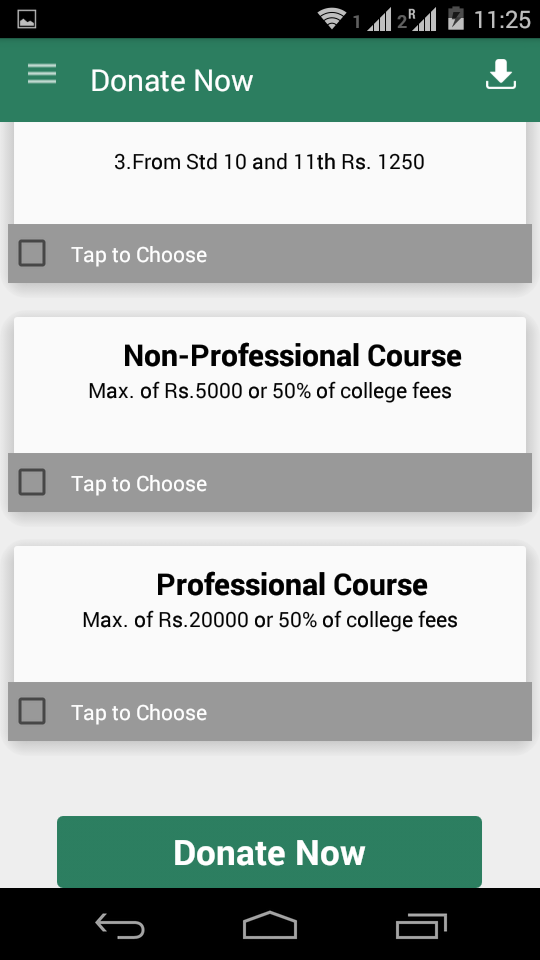 1 2 R 11:25
Donate Now
3.From Std 10 and 11th Rs. 1250
Tap to Choose
Non-Professional Course
Max. of Rs.5000 or 50% of college fees
Tap to Choose
Professional Course
Max. of Rs.20000 or 50% of college fees
Tap to Choose
Donate Now